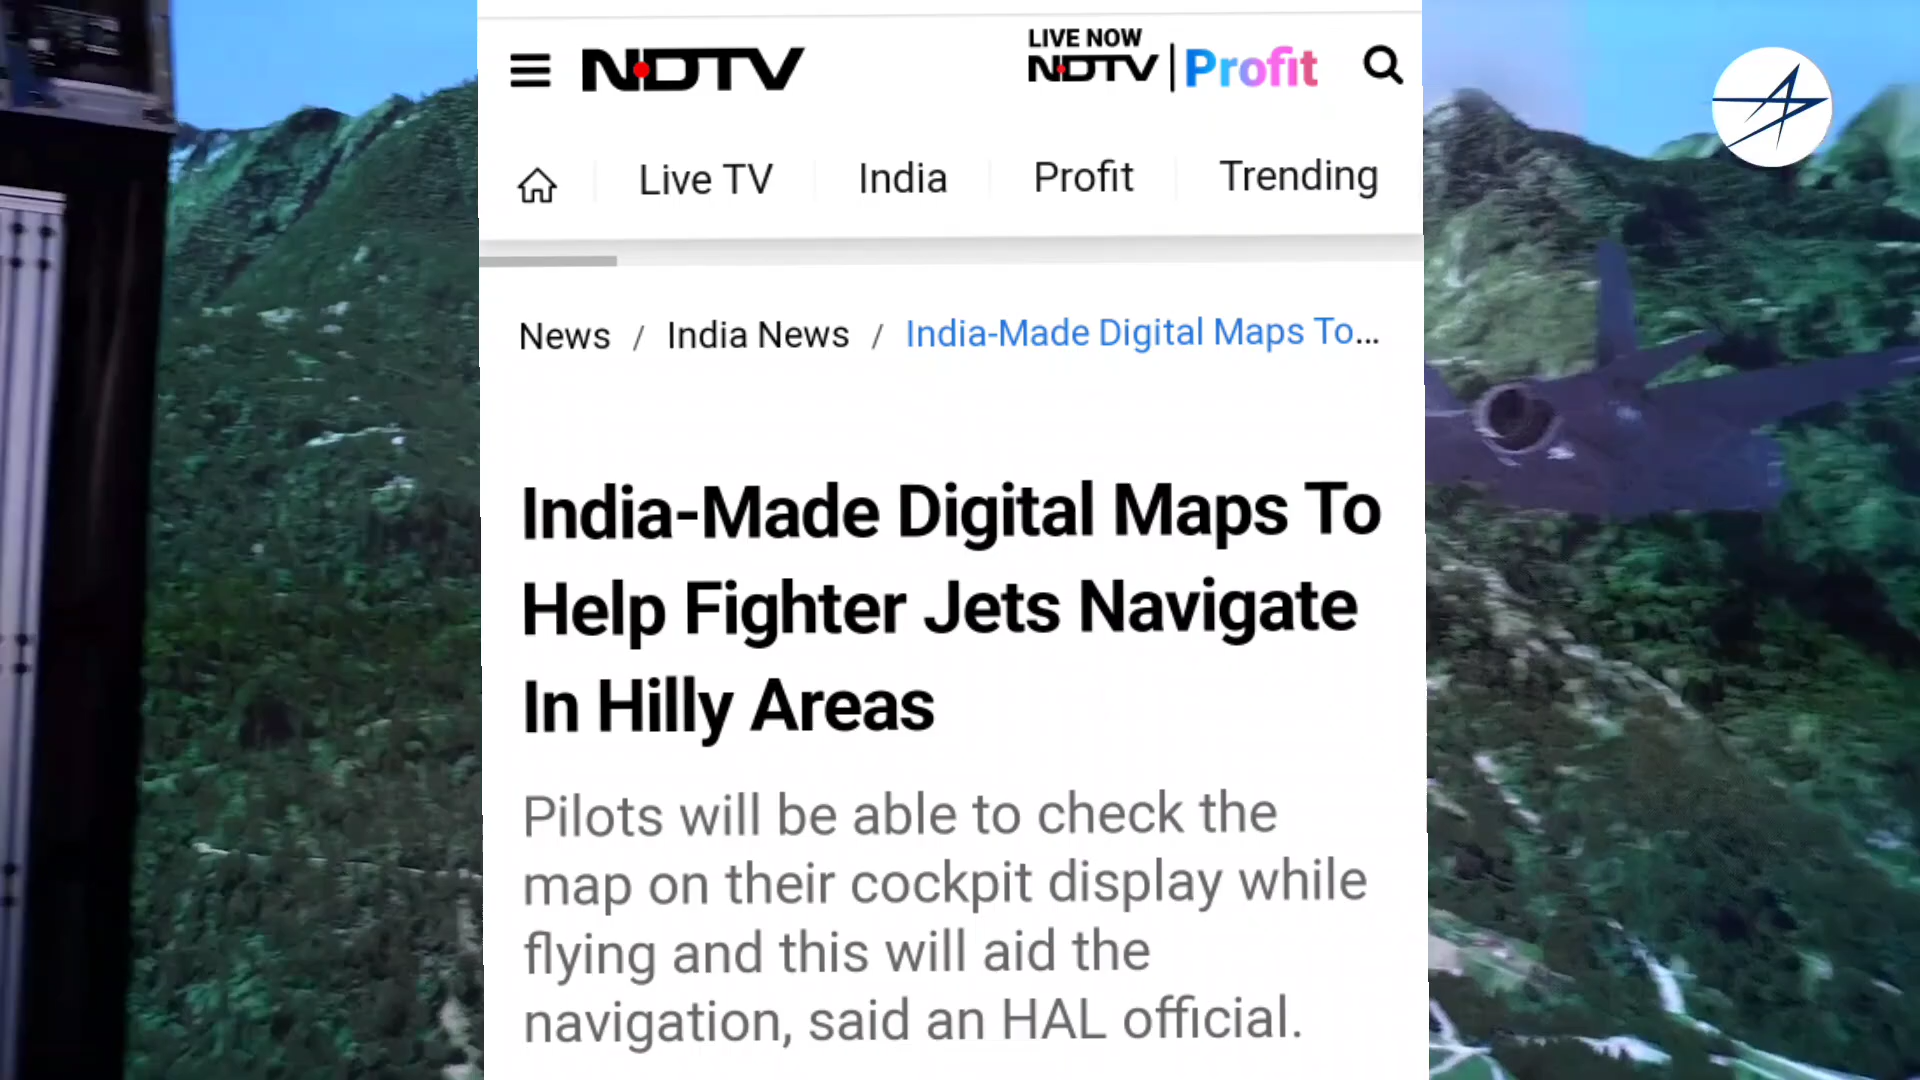 NDTV
LIVE NOW
NDTV | Profit
Live TV
India
Profit
Trending
News / India News / India-Made Digital Maps To...
India-Made Digital Maps To
Help Fighter Jets Navigate
In Hilly Areas
Pilots will be able to check the
map on their cockpit display while
flying and this will aid the
navigation, said an HAL official.